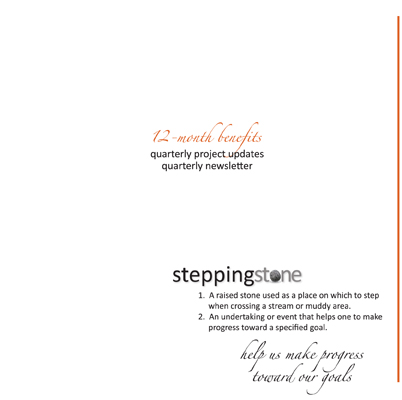 12-month benefits
quarterly project updates
quarterly newsletter
steppingstone
1. A raised stone used as a place on which to step
when crossing a stream or muddy area.
2. An undertaking or event that helps one to make
progress toward a specified goal.
help us make progress
toward our goals